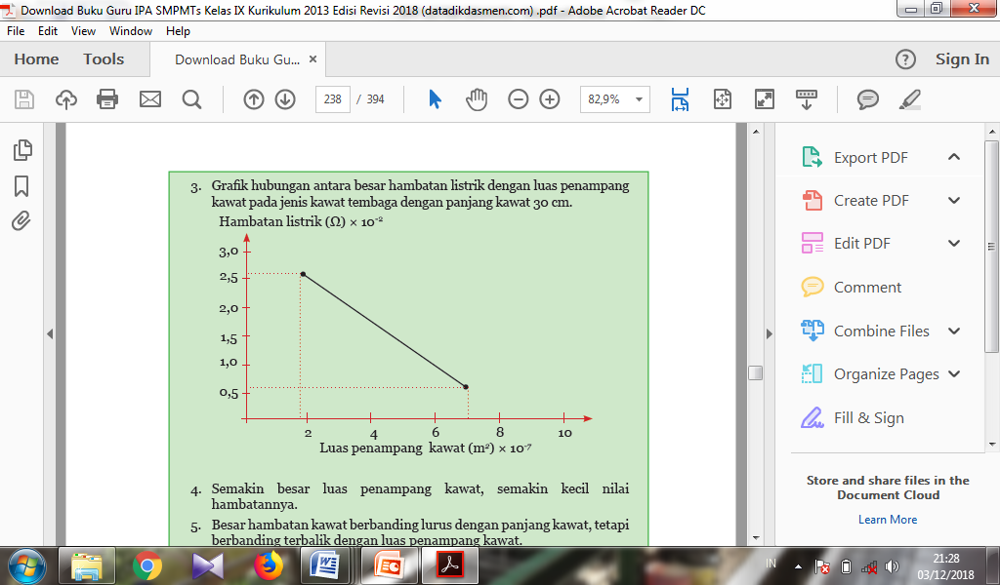 Download Buku Guru IPA SMPMTs Kelas IX Kurikulum 2013 Edisi Revisi 2018 (datadikdasmen.com) .pdf - Adobe Acrobat Reader DC
File Edit View Window Help
Home Tools Download Buku Gu... × Sign In
238 / 394 82,9%
3. Grafik hubungan antara besar hambatan listrik dengan luas penampang
kawat pada jenis kawat tembaga dengan panjang kawat 30 cm.
Hambatan listrik (Ω) × 10⁻²
3,0
2,5
2,0
1,5
1,0
0,5
2 4 6 8 10
Luas penampang kawat (m²) × 10⁻⁷
4. Semakin besar luas penampang kawat, semakin kecil nilai
hambatannya.
5. Besar hambatan kawat berbanding lurus dengan panjang kawat, tetapi
berbanding terbalik dengan luas penampang kawat.
Export PDF
Create PDF
Edit PDF
Comment
Combine Files
Organize Pages
Fill & Sign
Store and share files in the
Document Cloud
Learn More
IN
21:28
03/12/2018